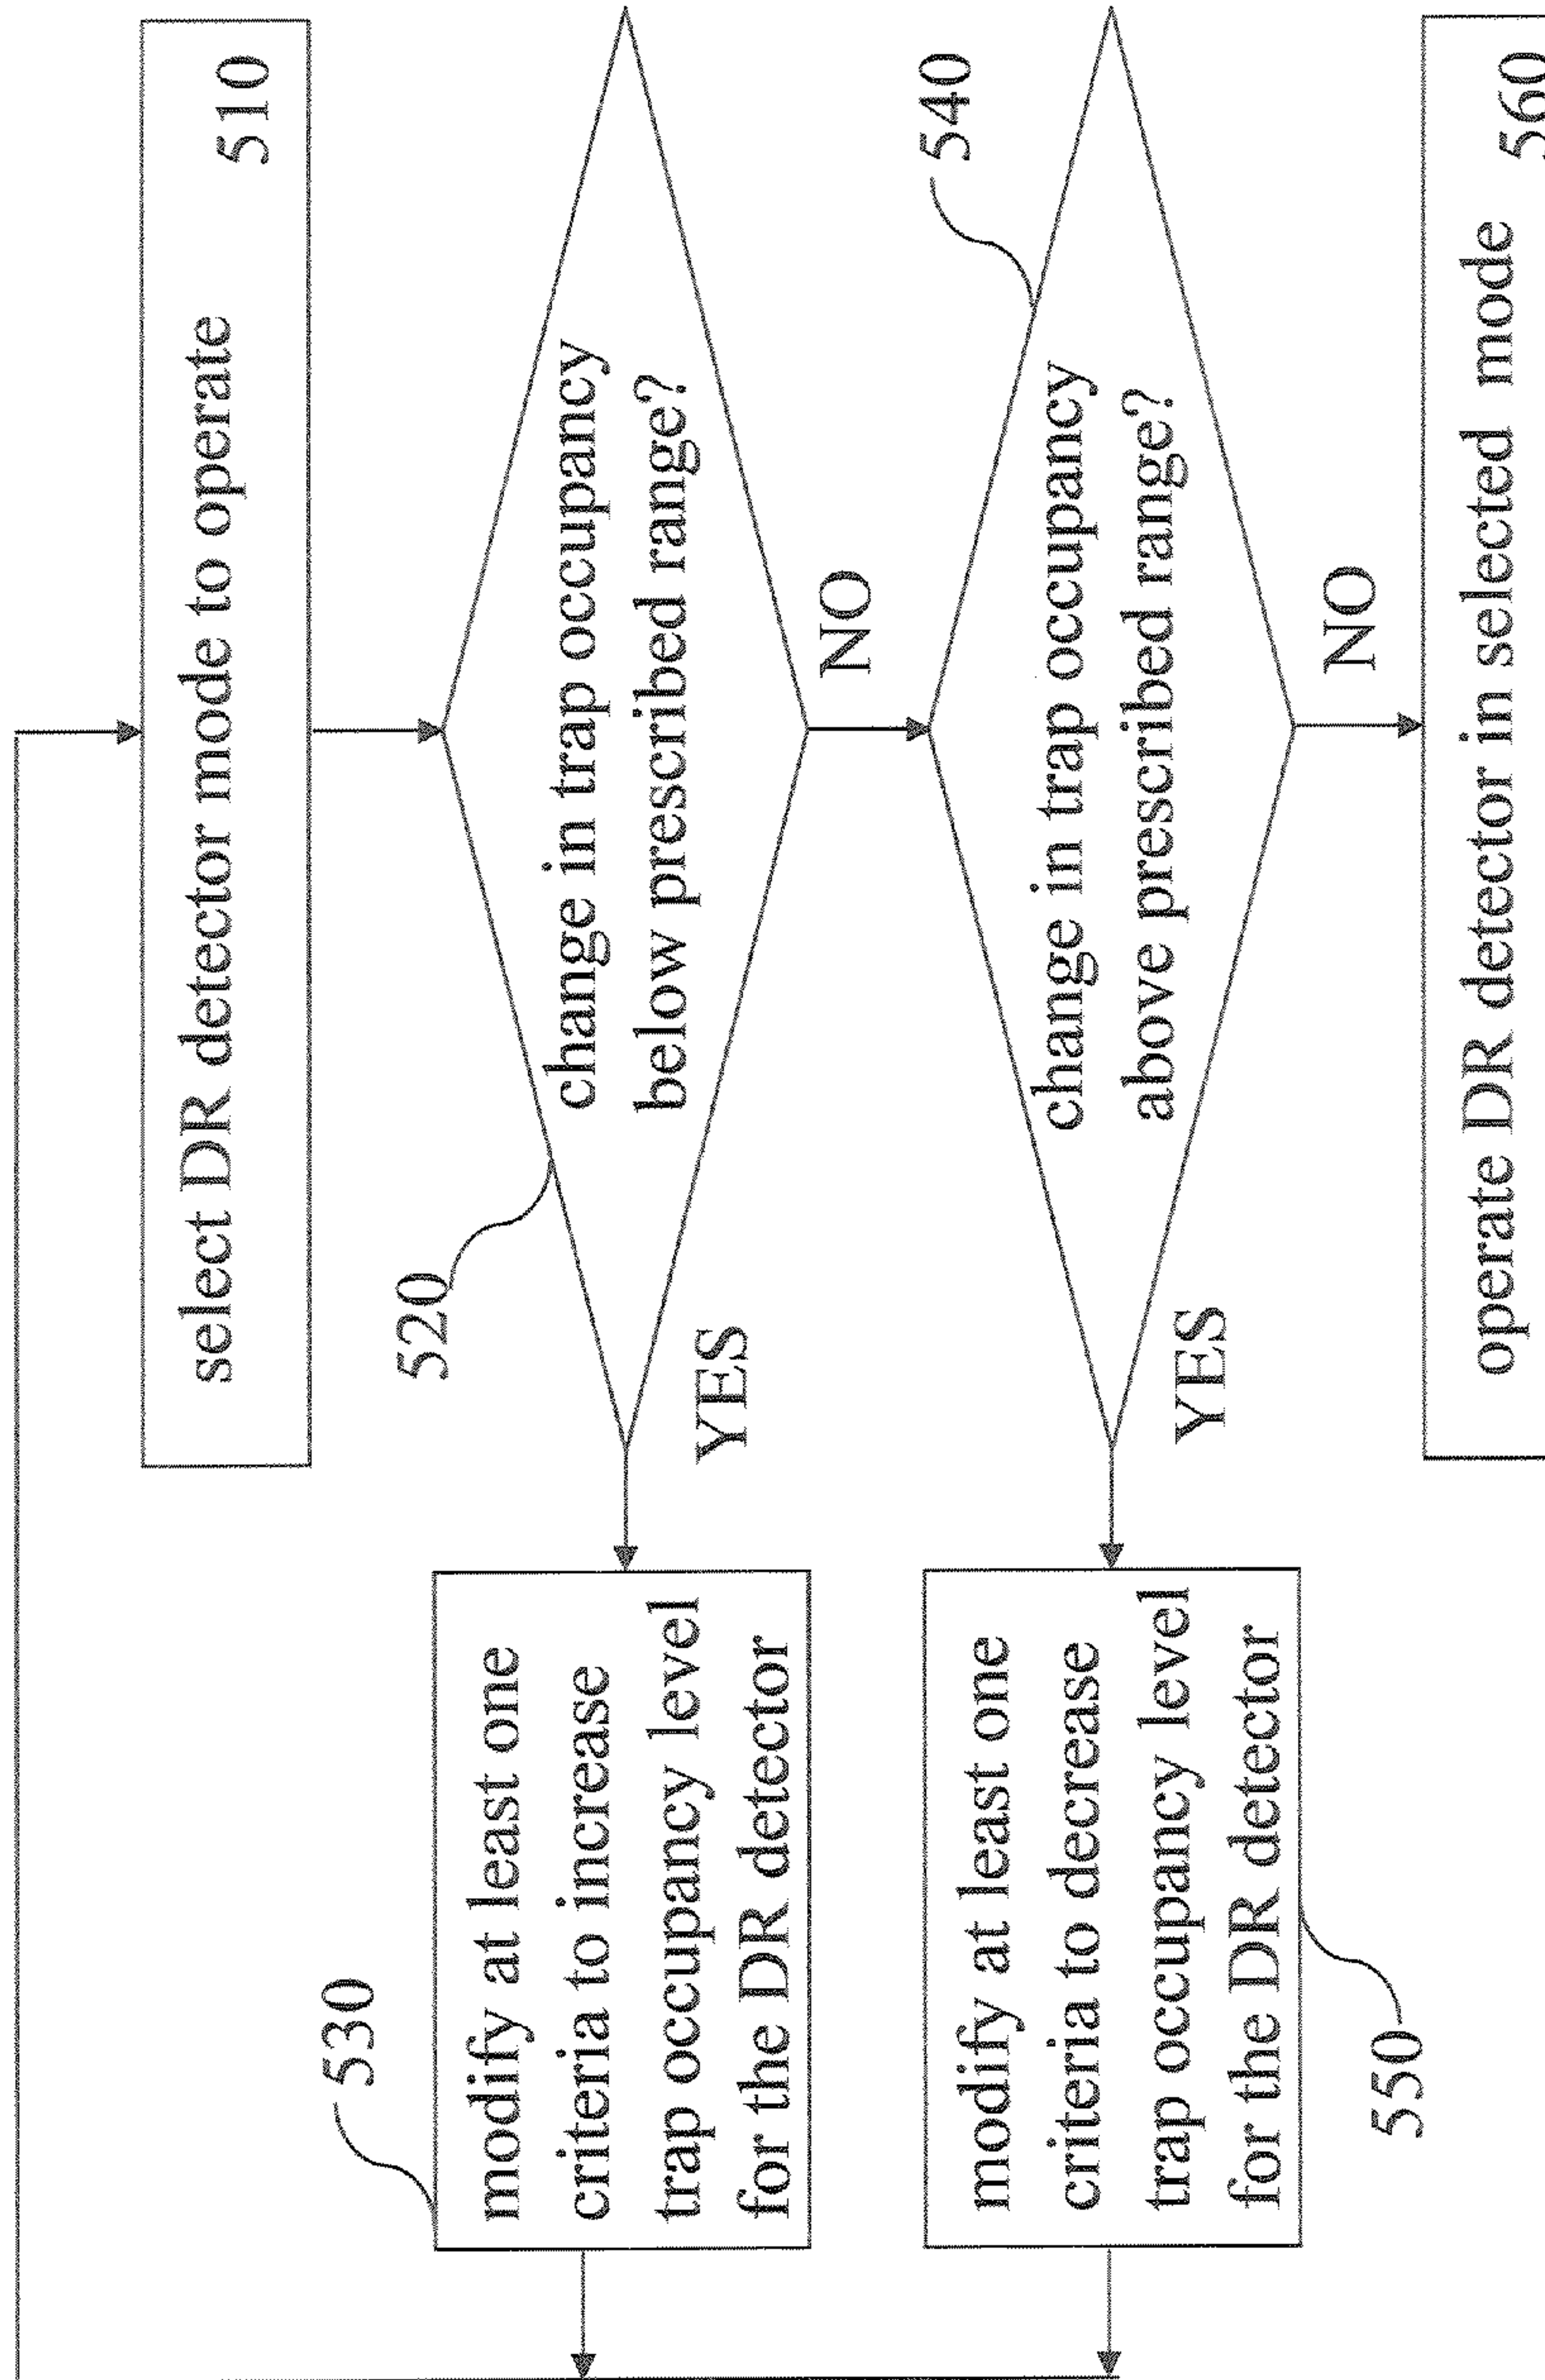 select DR detector mode to operate
510
520
change in trap occupancy
below prescribed range?
YES
NO
530
modify at least one
criteria to increase
trap occupancy level
for the DR detector
540
change in trap occupancy
above prescribed range?
YES
NO
modify at least one
criteria to decrease
trap occupancy level
for the DR detector
550
operate DR detector in selected mode
560